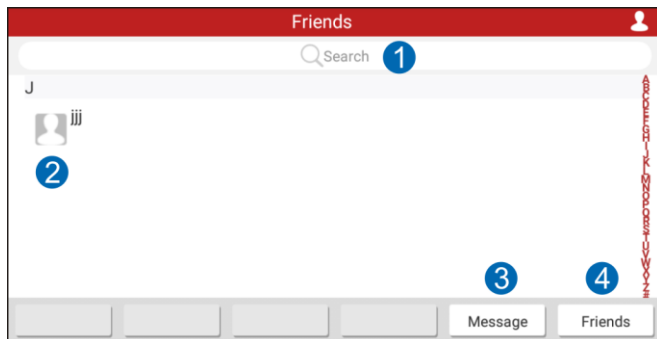 Friends
Search
1
J
jjj
2
A
B
C
D
E
F
G
H
I
J
K
L
M
N
O
P
Q
R
S
T
U
V
W
X
Y
Z
#
3
4
Message
Friends